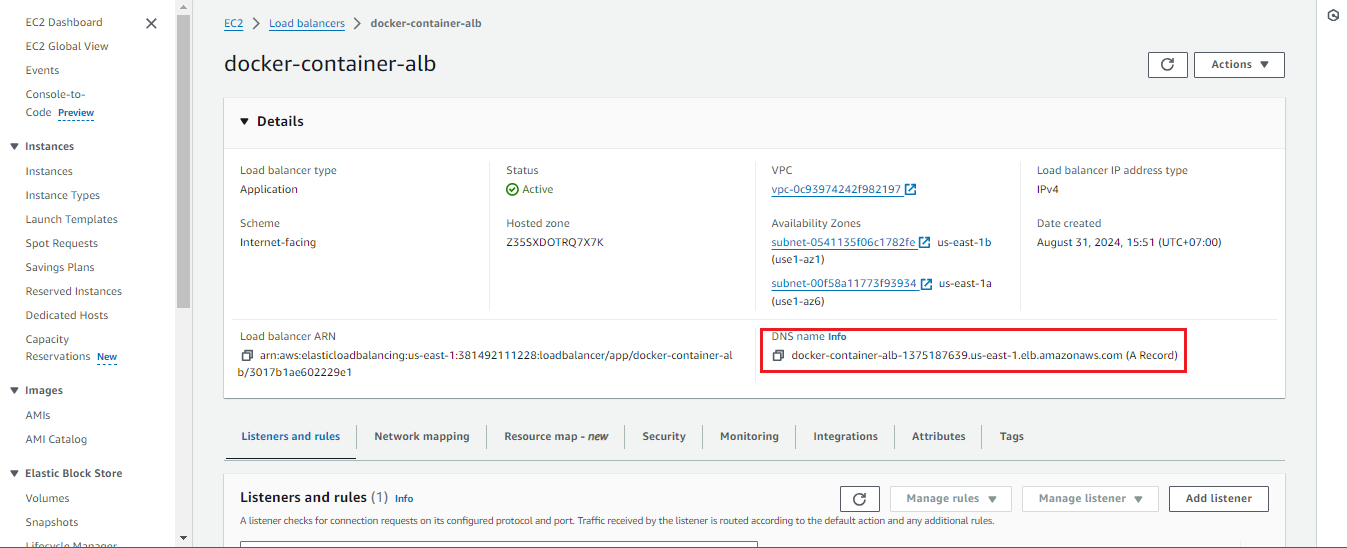 EC2 Dashboard
EC2 Global View
Events
Console-to-
Code Preview
Instances
Instances
Instance Types
Launch Templates
Spot Requests
Savings Plans
Reserved Instances
Dedicated Hosts
Capacity
Reservations New
Images
AMIs
AMI Catalog
Elastic Block Store
Volumes
Snapshots
Lifecycle Manager
EC2 > Load balancers > docker-container-alb
docker-container-alb
Actions
Details
Load balancer type
Application
Status
Active
VPC
vpc-0c93974242f982197
Load balancer IP address type
IPv4
Scheme
Internet-facing
Hosted zone
Z35SXDOTRQ7X7K
Availability Zones
subnet-0541135f06c1782fe us-east-1b
(use1-az1)
subnet-00f58a11773f93934 us-east-1a
(use1-az6)
Date created
August 31, 2024, 15:51 (UTC+07:00)
Load balancer ARN
arn:aws:elasticloadbalancing:us-east-1:381492111228:loadbalancer/app/docker-container-al
b/3017b1ae602229e1
DNS name Info
docker-container-alb-1375187639.us-east-1.elb.amazonaws.com (A Record)
Listeners and rules
Network mapping
Resource map - new
Security
Monitoring
Integrations
Attributes
Tags
Listeners and rules (1) Info
Manage rules
Manage listener
Add listener
A listener checks for connection requests on its configured protocol and port. Traffic received by the listener is routed according to the default action and any additional rules.